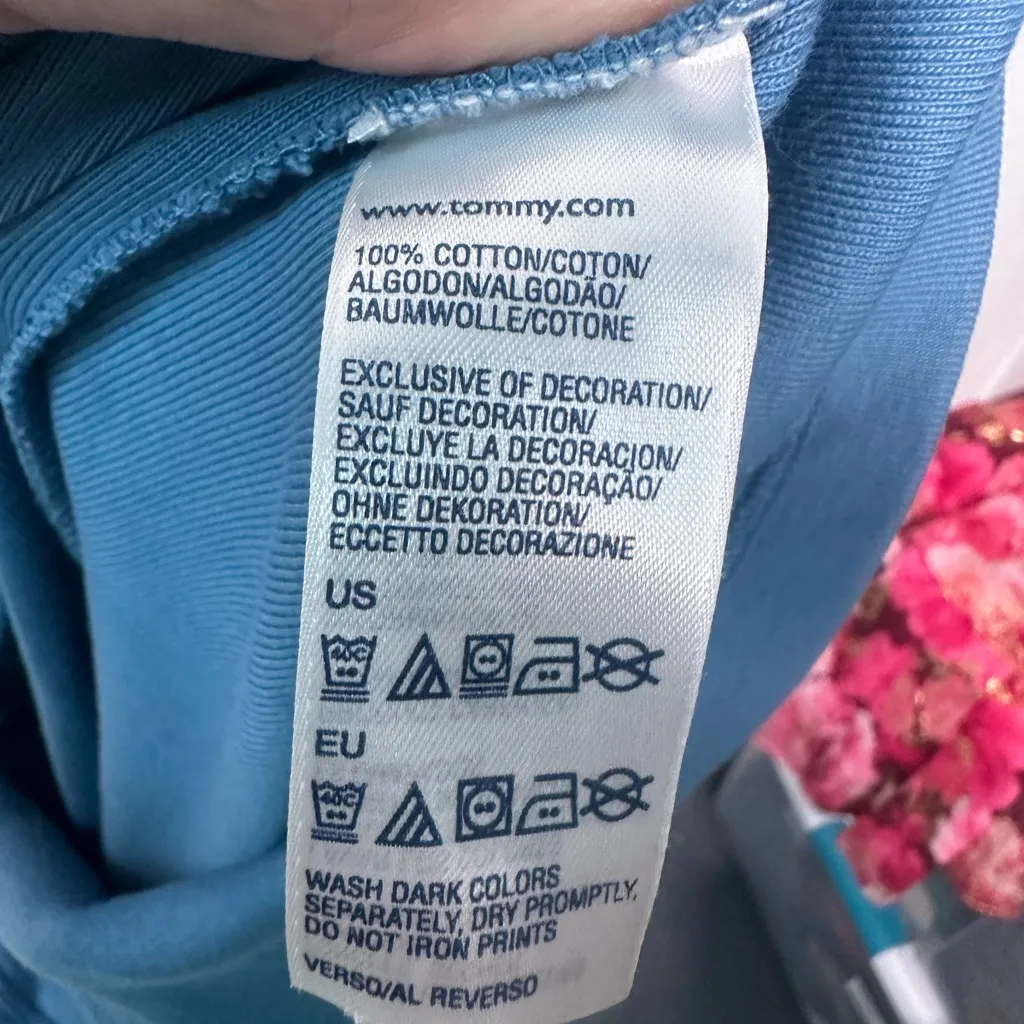 www.tommy.com
100% COTTON/COTON/
ALGODON/ALGODÃO/
BAUMWOLLE/COTONE
EXCLUSIVE OF DECORATION/
SAUF DECORATION/
EXCLUYE LA DECORACION/
EXCLUINDO DECORAÇÃO/
OHNE DEKORATION/
ECCETTO DECORAZIONE
US
40C
EU
40C
WASH DARK COLORS
SEPARATELY, DRY PROMPTLY,
DO NOT IRON PRINTS
VERSO/AL REVERSO